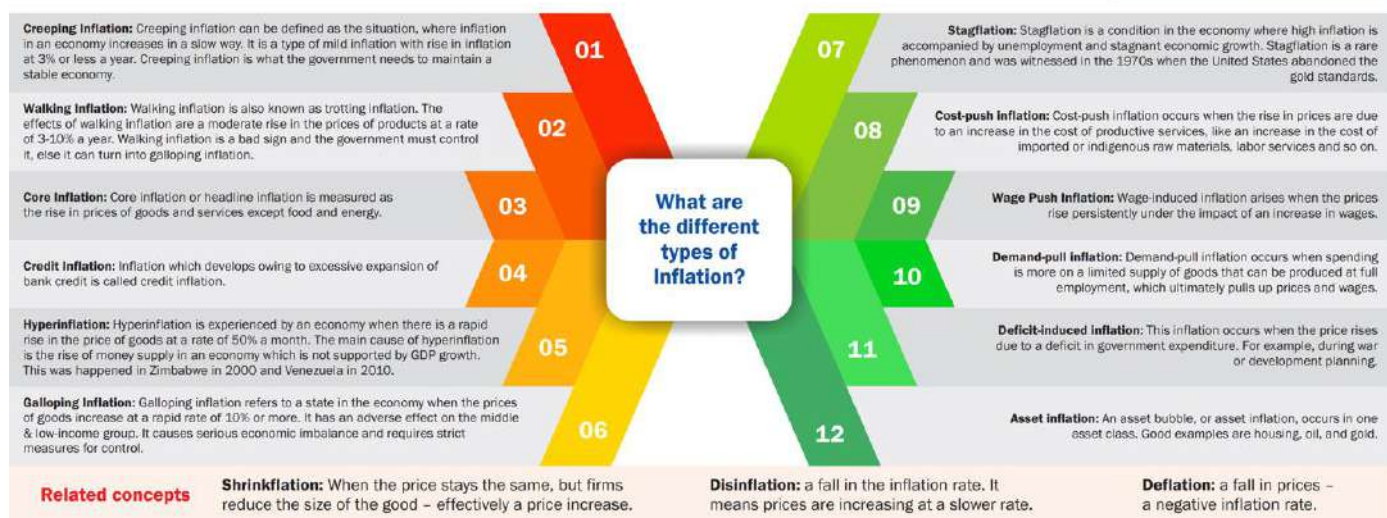 Creeping Inflation: Creeping inflation can be defined as the situation, where inflation
in an economy increases in a slow way. It is a type of mild inflation with rise in inflation
at 3% or less a year. Creeping inflation is what the government needs to maintain a
stable economy.
01
Walking Inflation: Walking inflation is also known as trotting inflation. The
effects of walking inflation are a moderate rise in the prices of products at a rate
of 3-10% a year. Walking inflation is a bad sign and the government must control
it, else it can turn into galloping inflation.
02
Core Inflation: Core inflation or headline inflation is measured as
the rise in prices of goods and services except food and energy.
03
Credit Inflation: Inflation which develops owing to excessive expansion of
bank credit is called credit inflation.
04
Hyperinflation: Hyperinflation is experienced by an economy when there is a rapid
rise in the price of goods at a rate of 50% a month. The main cause of hyperinflation
is the rise of money supply in an economy which is not supported by GDP growth.
This was happened in Zimbabwe in 2000 and Venezuela in 2010.
05
Galloping Inflation: Galloping inflation refers to a state in the economy when the prices
of goods increase at a rapid rate of 10% or more. It has an adverse effect on the middle
& low-income group. It causes serious economic imbalance and requires strict
measures for control.
06
What are
the different
types of
Inflation?
07
Stagflation: Stagflation is a condition in the economy where high inflation is
accompanied by unemployment and stagnant economic growth. Stagflation is a rare
phenomenon and was witnessed in the 1970s when the United States abandoned the
gold standards.
08
Cost-push inflation: Cost-push inflation occurs when the rise in prices are due
to an increase in the cost of productive services, like an increase in the cost of
imported or indigenous raw materials, labor services and so on.
09
Wage Push Inflation: Wage-induced inflation arises when the prices
rise persistently under the impact of an increase in wages.
10
Demand-pull inflation: Demand-pull inflation occurs when spending
is more on a limited supply of goods that can be produced at full
employment, which ultimately pulls up prices and wages.
11
Deficit-induced inflation: This inflation occurs when the price rises
due to a deficit in government expenditure. For example, during war
or development planning.
12
Asset inflation: An asset bubble, or asset inflation, occurs in one
asset class. Good examples are housing, oil, and gold.
Related concepts
Shrinkflation: When the price stays the same, but firms
reduce the size of the good – effectively a price increase.
Disinflation: a fall in the inflation rate. It
means prices are increasing at a slower rate.
Deflation: a fall in prices –
a negative inflation rate.